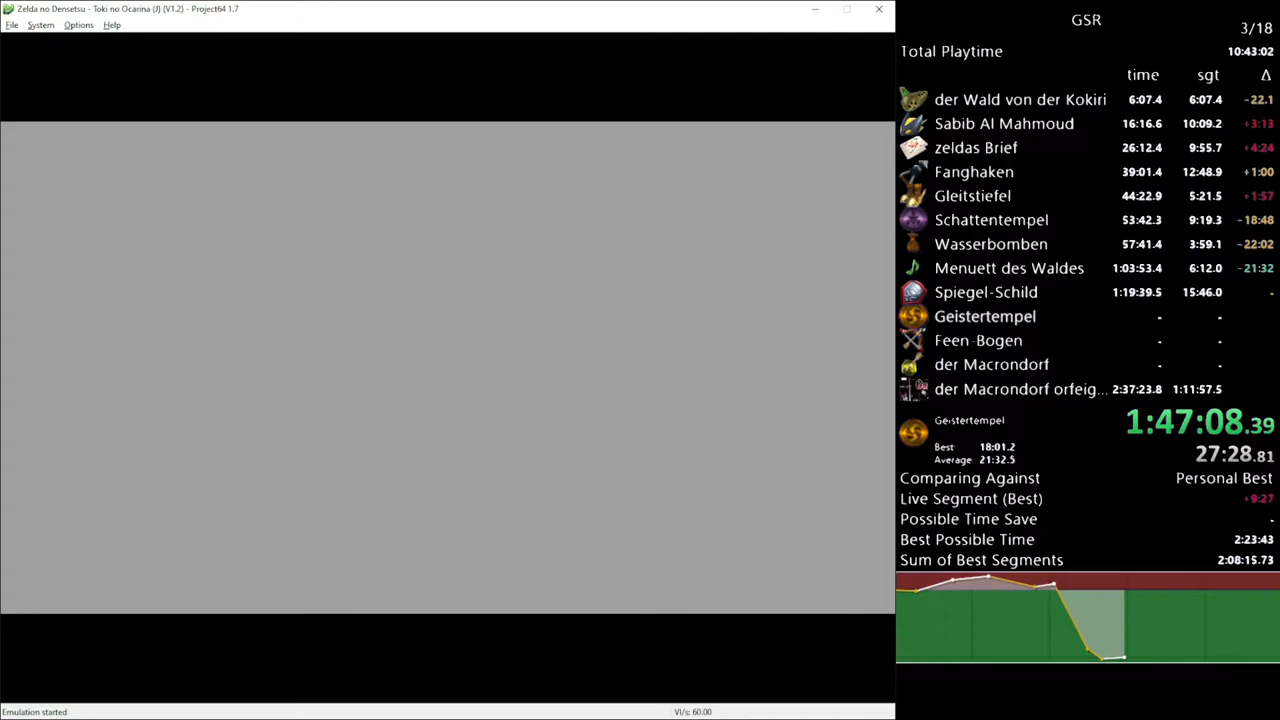 Zelda no Densetsu - Toki no Ocarina (J) (V1.2) - Project64 1.7
File System Options Help
GSR
3/18
Total Playtime 10:43:02
time sgt Δ
der Wald von der Kokiri 6:07.4 6:07.4 −22.1
Sabib Al Mahmoud 16:16.6 10:09.2 +3:13
zeldas Brief 26:12.4 9:55.7 +4:24
Fanghaken 39:01.4 12:48.9 +1:00
Gleitstiefel 44:22.9 5:21.5 +1:57
Schattentempel 53:42.3 9:19.3 −18:48
Wasserbomben 57:41.4 3:59.1 −22:02
Menuett des Waldes 1:03:53.4 6:12.0 −21:32
Spiegel-Schild 1:19:39.5 15:46.0 -
Geistertempel - -
Feen-Bogen - -
der Macrondorf - -
der Macrondorf orfeig... 2:37:23.8 1:11:57.5
Geistertempel
1:47:08.39
Best: 18:01.2
Average: 21:32.5
27:28.81
Comparing Against Personal Best
Live Segment (Best) +9:27
Possible Time Save -
Best Possible Time 2:23:43
Sum of Best Segments 2:08:15.73
Emulation started VI/s: 60.00